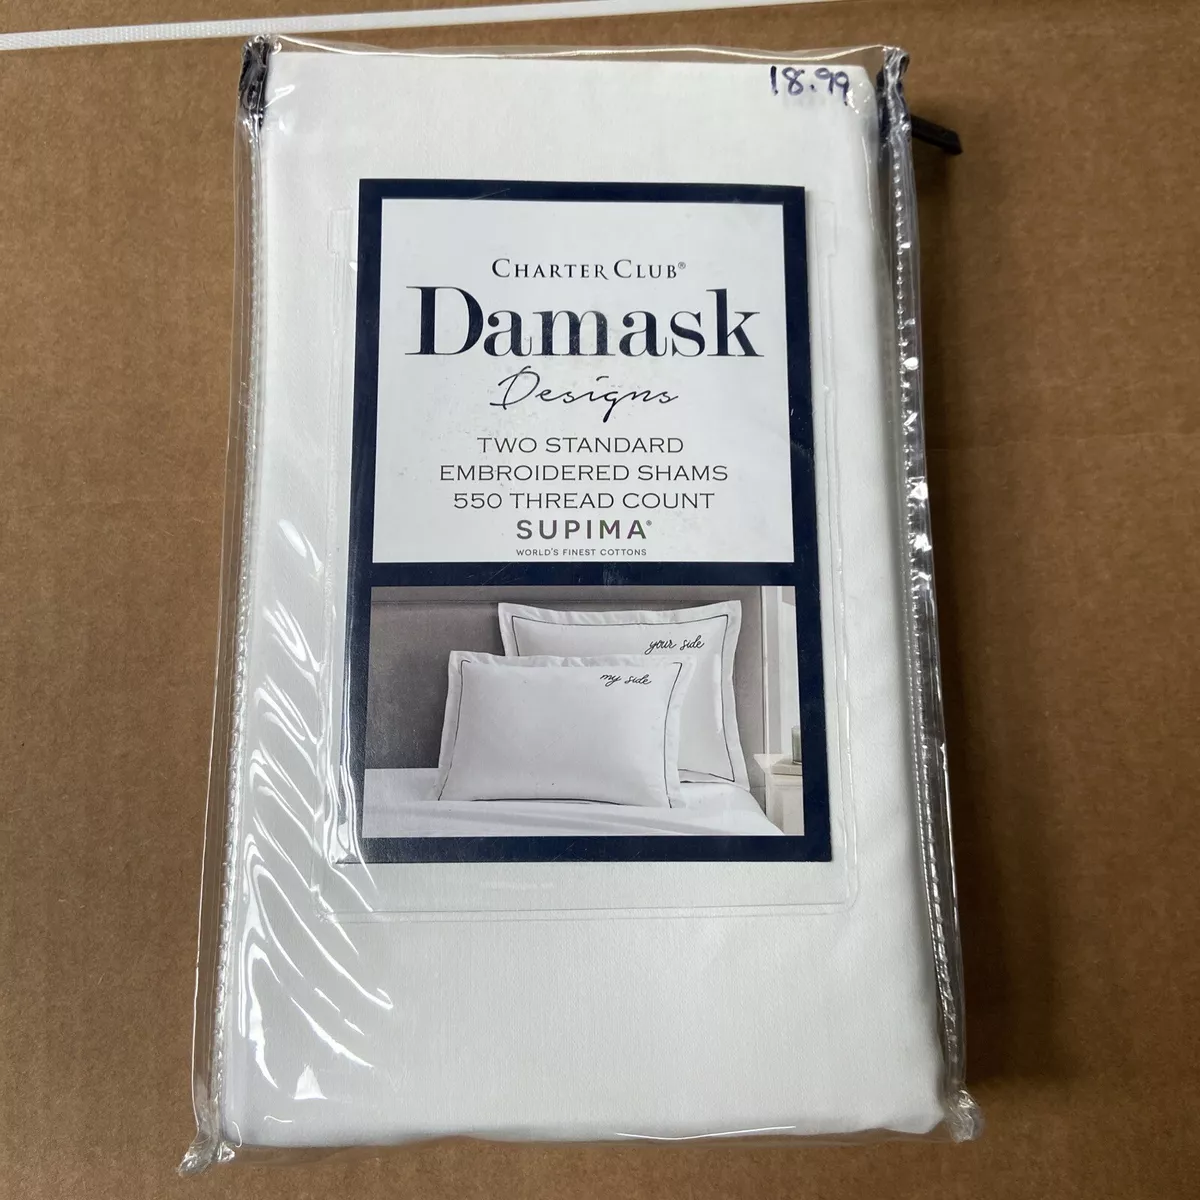 18.99
CHARTER CLUB®
Damask
Designs
TWO STANDARD
EMBROIDERED SHAMS
550 THREAD COUNT
SUPIMA®
WORLD'S FINEST COTTONS
your side
my side